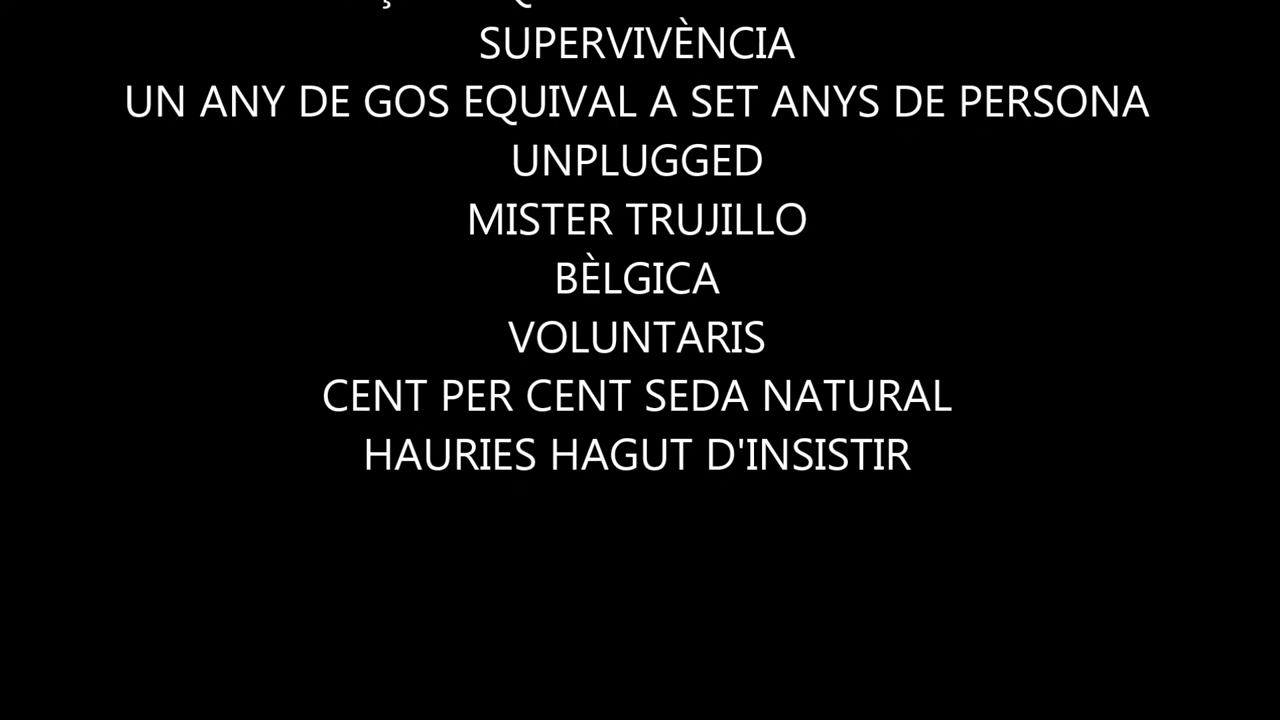 SUPERVIVÈNCIA
UN ANY DE GOS EQUIVAL A SET ANYS DE PERSONA
UNPLUGGED
MISTER TRUJILLO
BÈLGICA
VOLUNTARIS
CENT PER CENT SEDA NATURAL
HAURIES HAGUT D'INSISTIR